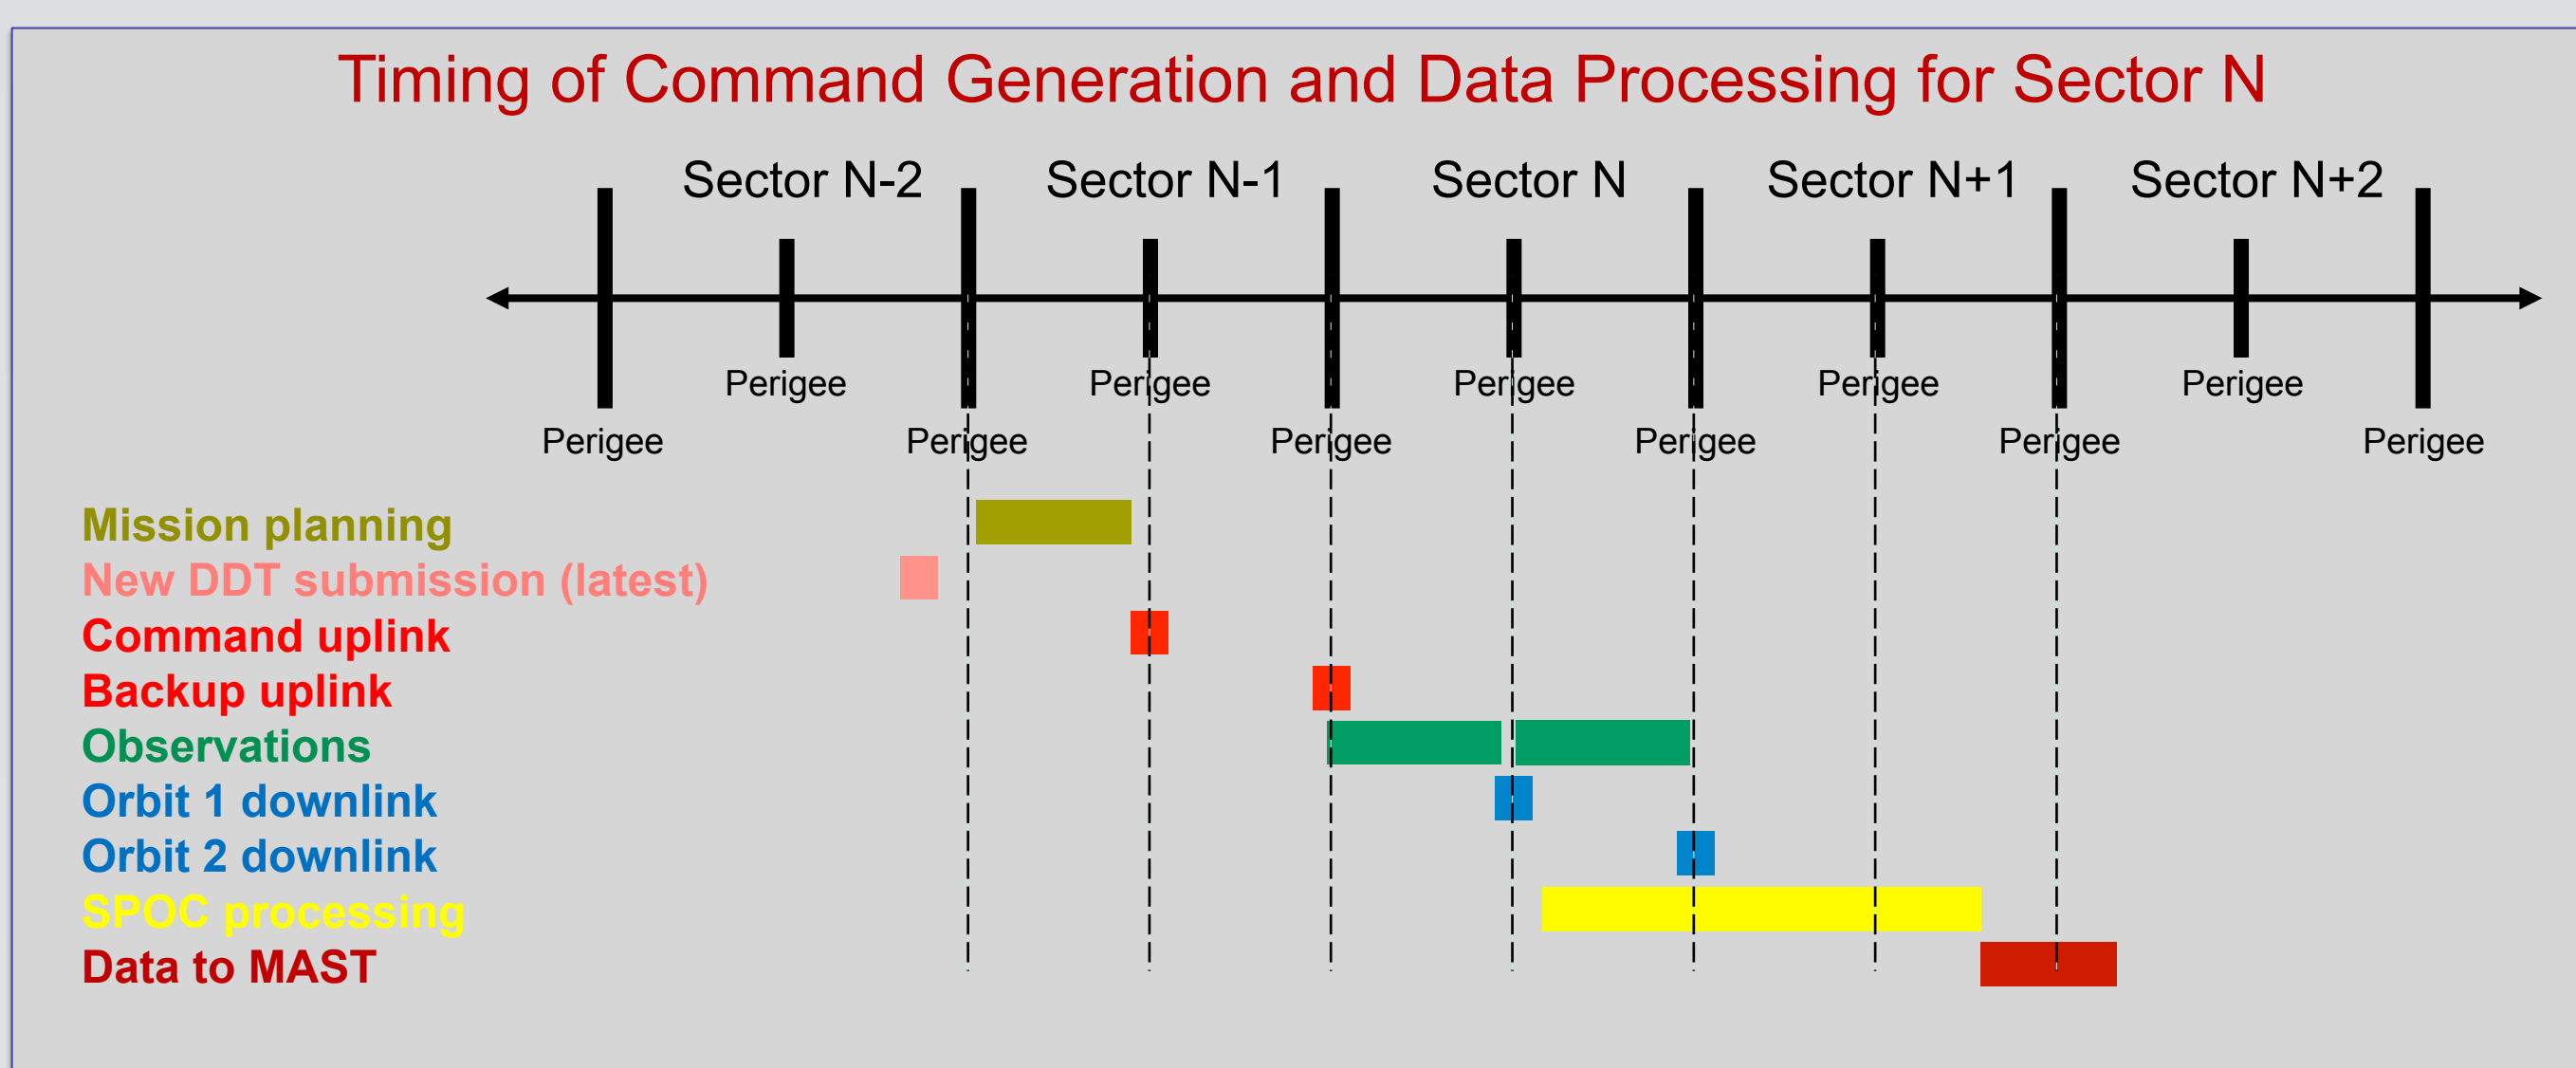 Timing of Command Generation and Data Processing for Sector N
Sector N-2 Sector N-1 Sector N Sector N+1 Sector N+2
Perigee Perigee Perigee Perigee Perigee
Perigee Perigee Perigee Perigee Perigee Perigee
Mission planning
New DDT submission (latest)
Command uplink
Backup uplink
Observations
Orbit 1 downlink
Orbit 2 downlink
SPOC processing
Data to MAST